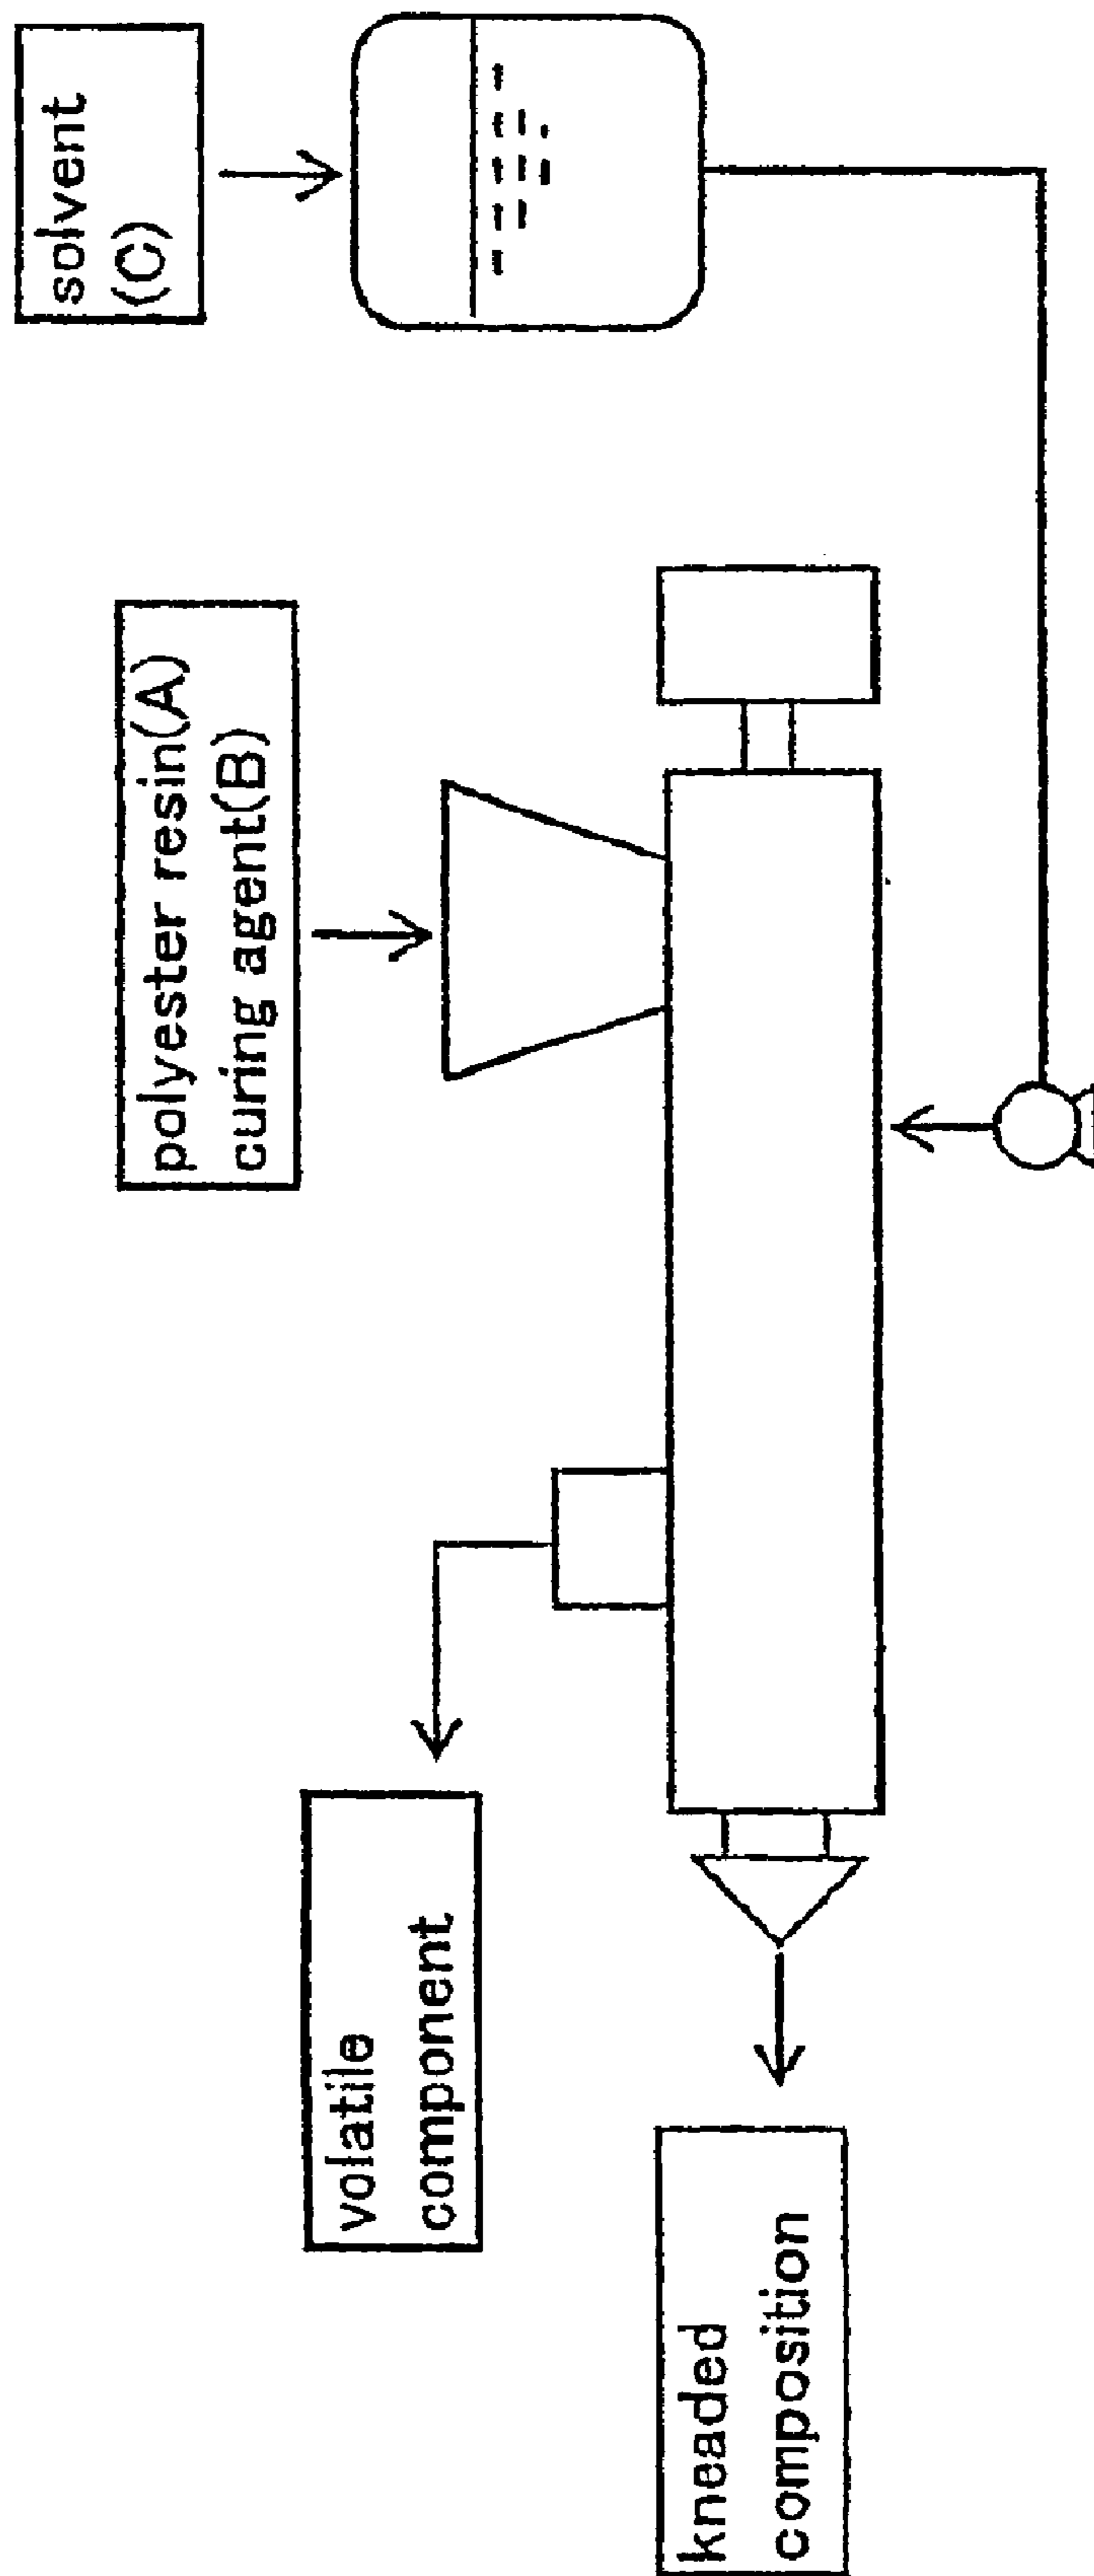 solvent
(C)
polyester resin(A)
curing agent(B)
volatile
component
kneaded
composition